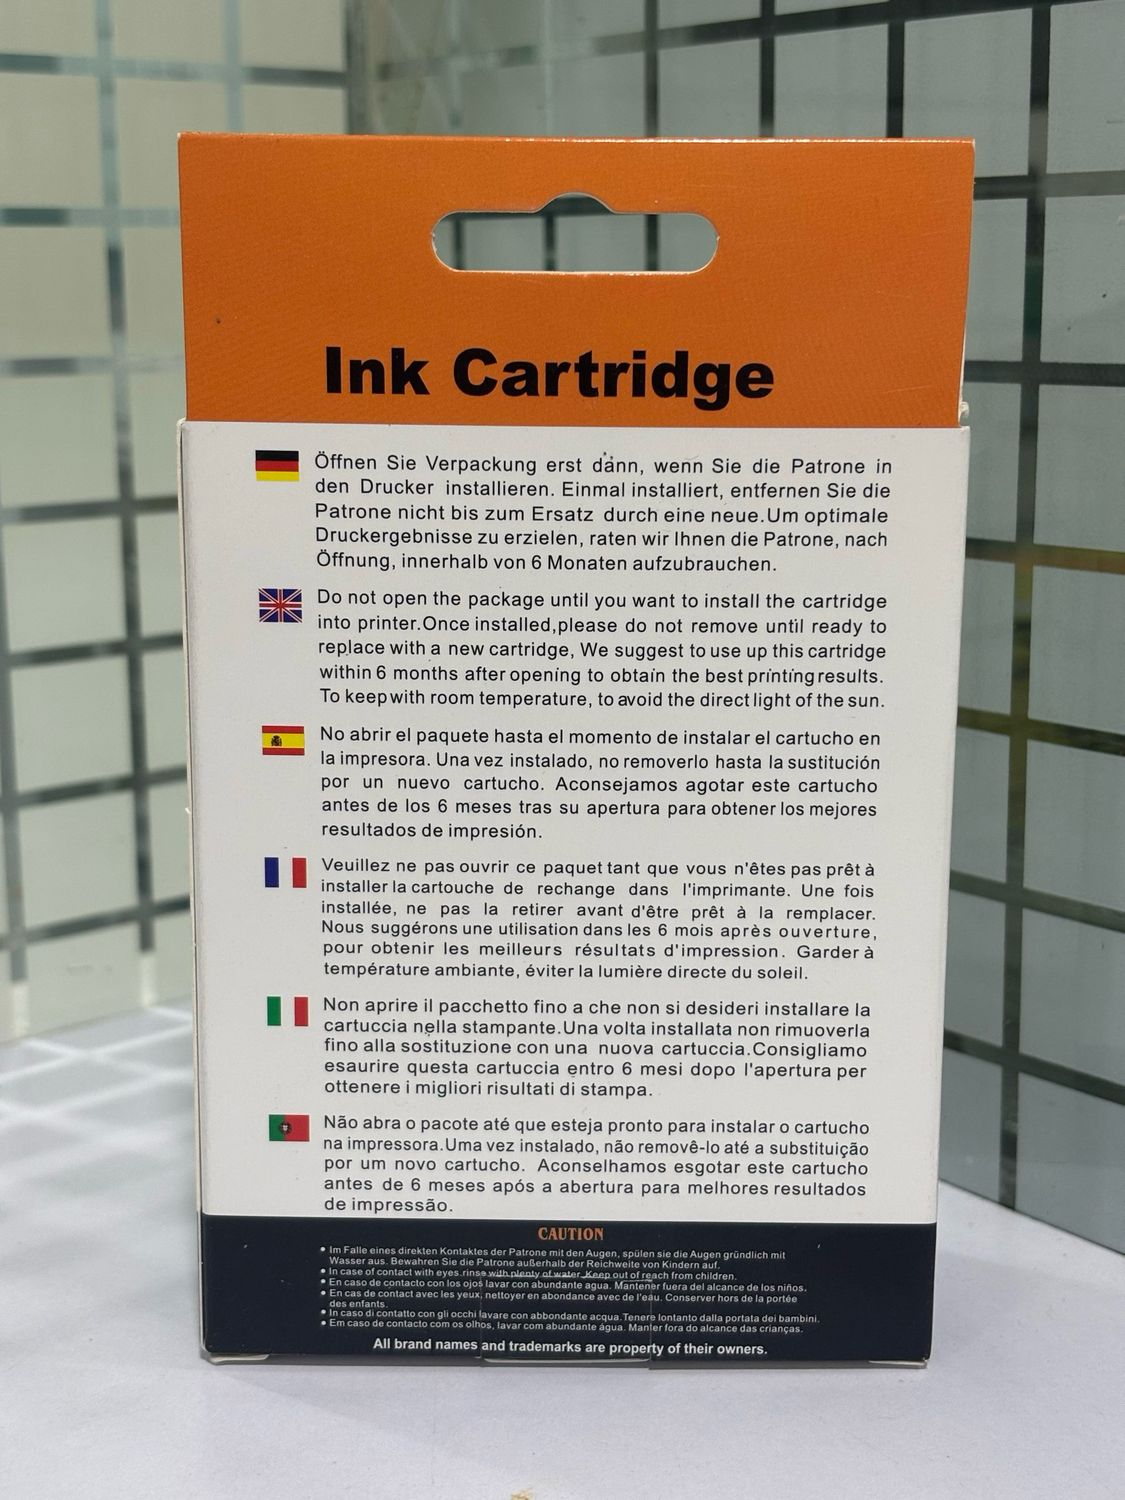 Ink Cartridge
Öffnen Sie Verpackung erst dann, wenn Sie die Patrone in
den Drucker installieren. Einmal installiert, entfernen Sie die
Patrone nicht bis zum Ersatz durch eine neue.Um optimale
Druckergebnisse zu erzielen, raten wir Ihnen die Patrone, nach
Öffnung, innerhalb von 6 Monaten aufzubrauchen.
Do not open the package until you want to install the cartridge
into printer.Once installed,please do not remove until ready to
replace with a new cartridge, We suggest to use up this cartridge
within 6 months after opening to obtain the best printing results.
To keep with room temperature, to avoid the direct light of the sun.
No abrir el paquete hasta el momento de instalar el cartucho en
la impresora. Una vez instalado, no removerlo hasta la sustitución
por un nuevo cartucho. Aconsejamos agotar este cartucho
antes de los 6 meses tras su apertura para obtener los mejores
resultados de impresión.
Veuillez ne pas ouvrir ce paquet tant que vous n'êtes pas prêt à
installer la cartouche de rechange dans l'imprimante. Une fois
installée, ne pas la retirer avant d'être prêt à la remplacer.
Nous suggérons une utilisation dans les 6 mois après ouverture,
pour obtenir les meilleurs résultats d'impression. Garder à
température ambiante, éviter la lumière directe du soleil.
Non aprire il pacchetto fino a che non si desideri installare la
cartuccia nella stampante.Una volta installata non rimuoverla
fino alla sostituzione con una nuova cartuccia.Consigliamo
esaurire questa cartuccia entro 6 mesi dopo l'apertura per
ottenere i migliori risultati di stampa.
Não abra o pacote até que esteja pronto para instalar o cartucho
na impressora.Uma vez instalado, não removê-lo até a substituição
por um novo cartucho. Aconselhamos esgotar este cartucho
antes de 6 meses após a abertura para melhores resultados
de impressão.
CAUTION
• Im Falle eines direkten Kontaktes der Patrone mit den Augen, spülen sie die Augen gründlich mit
Wasser aus. Bewahren Sie die Patrone außerhalb der Reichweite von Kindern auf.
• In case of contact with eyes.rinse with plenty of water. Keep out of reach from children.
• En caso de contacto con los ojos lavar con abundante agua. Mantener fuera del alcance de los niños.
• En cas de contact avec les yeux, nettoyer en abondance avec de l'eau. Conserver hors de la portée
des enfants.
• In caso di contatto con gli occhi lavare con abbondante acqua.Tenere lontanto dalla portata dei bambini.
• Em caso de contacto com os olhos, lavar com abundante água. Manter fora do alcance das crianças.
All brand names and trademarks are property of their owners.